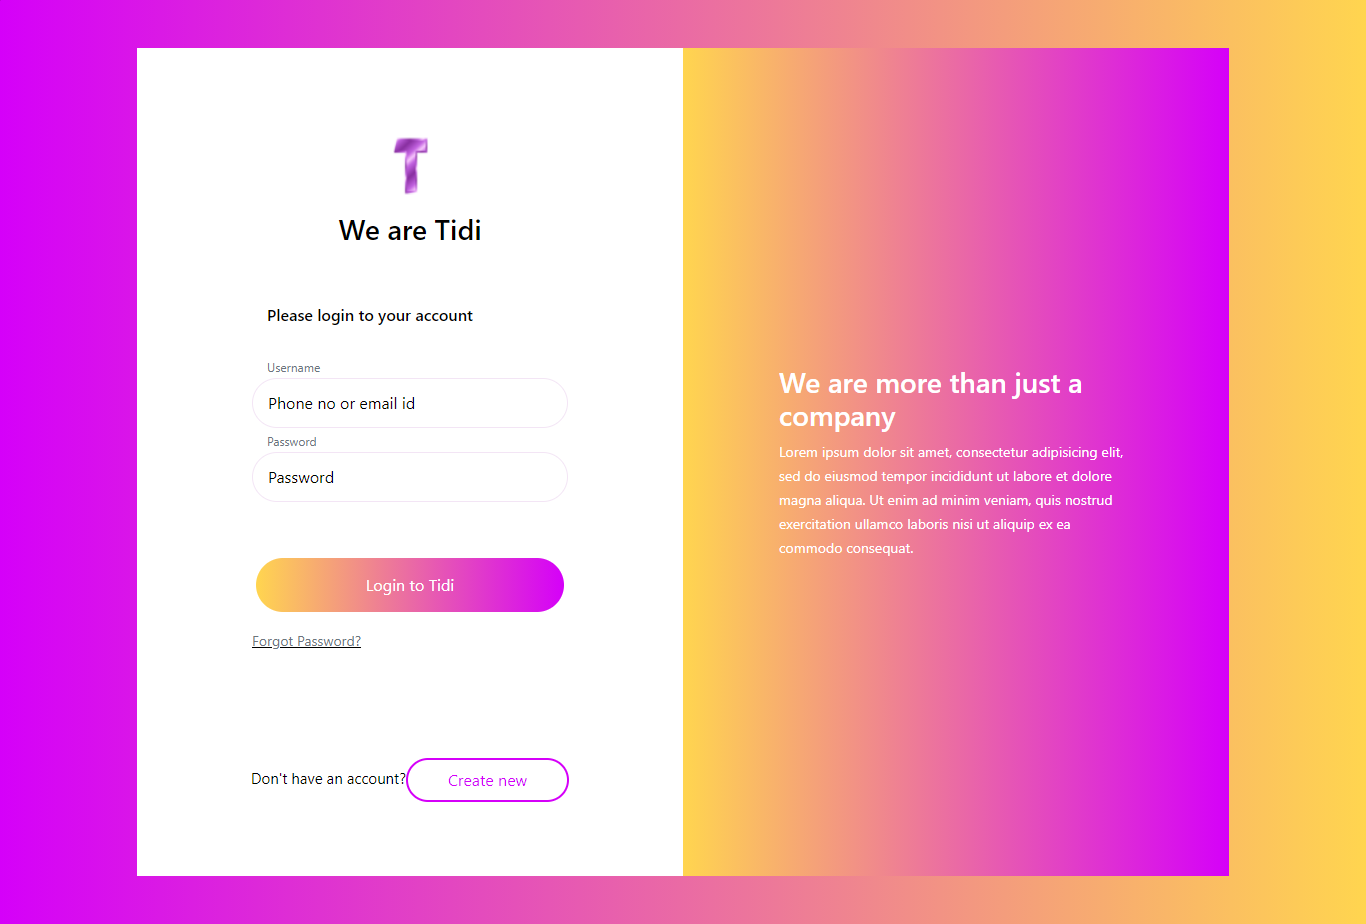 T
We are Tidi
Please login to your account
Username
Phone no or email id
Password
Password
Login to Tidi
Forgot Password?
Don't have an account?
Create new
We are more than just a
company
Lorem ipsum dolor sit amet, consectetur adipisicing elit,
sed do eiusmod tempor incididunt ut labore et dolore
magna aliqua. Ut enim ad minim veniam, quis nostrud
exercitation ullamco laboris nisi ut aliquip ex ea
commodo consequat.